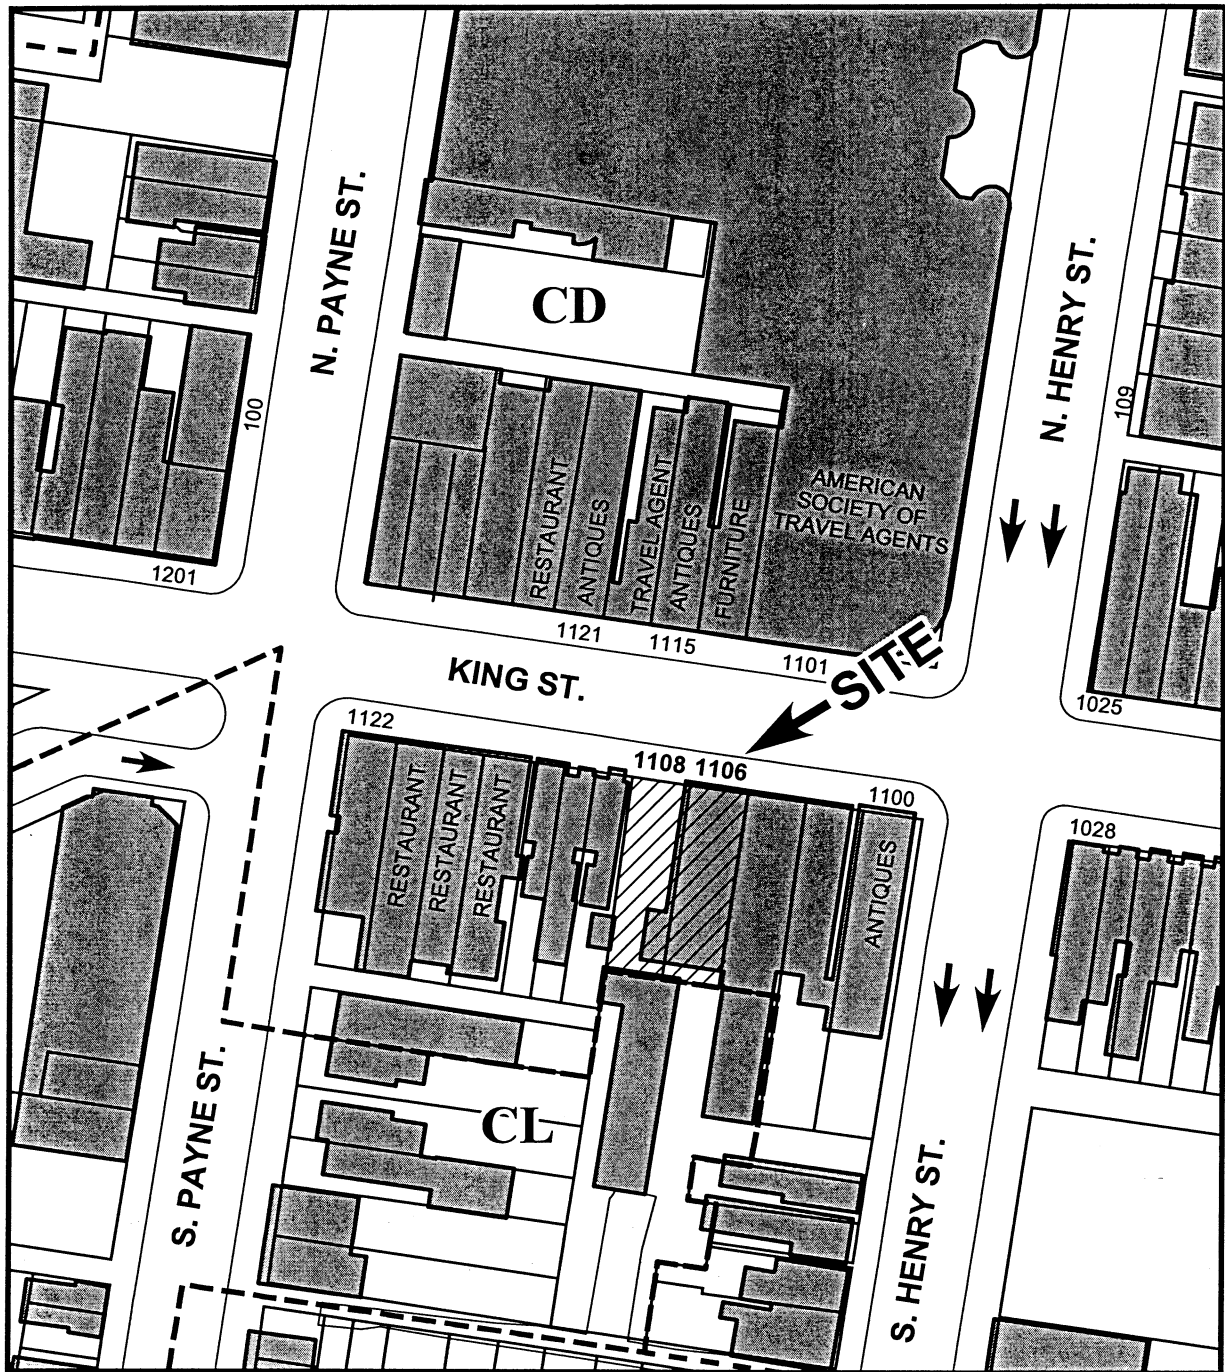 N. PAYNE ST.
CD
N. HENRY ST.
109
100
RESTAURANT
ANTIQUES
TRAVEL AGENT
ANTIQUES
FURNITURE
AMERICAN
SOCIETY OF
TRAVEL AGENTS
1201
1121
1115
1101
SITE
KING ST.
1025
1122
1108
1106
1100
1028
RESTAURANT
RESTAURANT
RESTAURANT
ANTIQUES
S. PAYNE ST.
CL
S. HENRY ST.